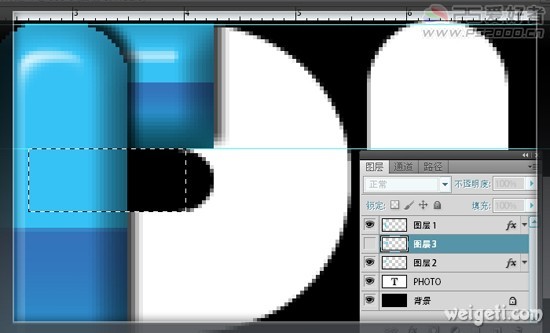 PS爱好者
www.PS2000.cn
3 4 5 6
图层 通道 路径
正常 不透明度: 100%
锁定: 填充: 100%
图层 1 fx
图层 3
图层 2 fx
T PHOTO
背景
weigeti.com